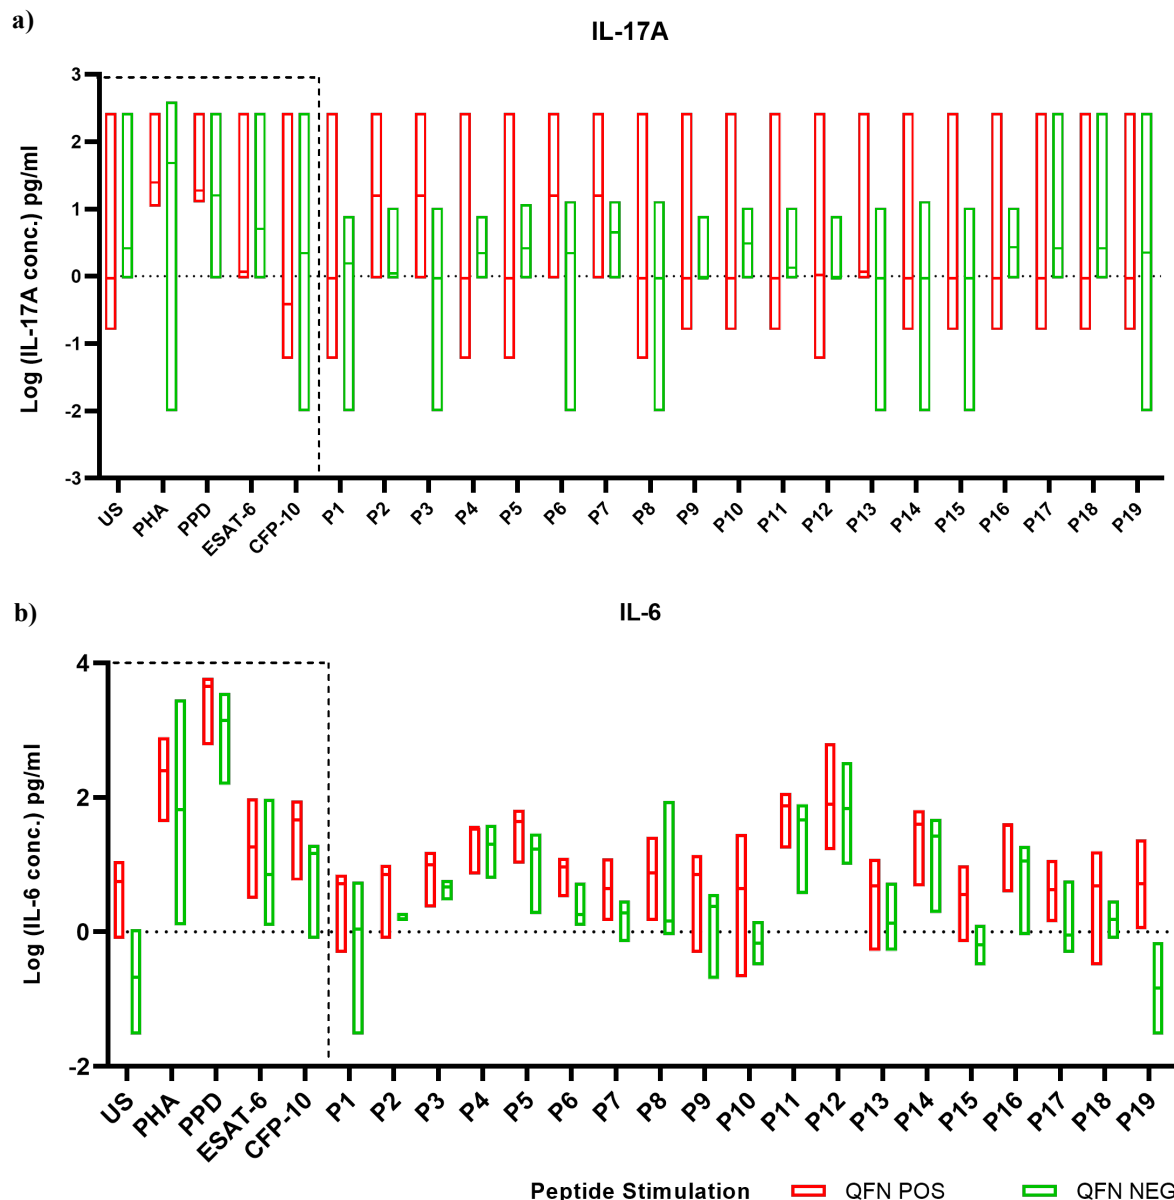 a)
IL-17A
Log (IL-17A conc.) pg/ml
3
2
1
0
-1
-2
-3
US PHA PPD ESAT-6 CFP-10 P1 P2 P3 P4 P5 P6 P7 P8 P9 P10 P11 P12 P13 P14 P15 P16 P17 P18 P19
b)
IL-6
Log (IL-6 conc.) pg/ml
4
2
0
-2
US PHA PPD ESAT-6 CFP-10 P1 P2 P3 P4 P5 P6 P7 P8 P9 P10 P11 P12 P13 P14 P15 P16 P17 P18 P19
Peptide Stimulation QFN POS QFN NEG